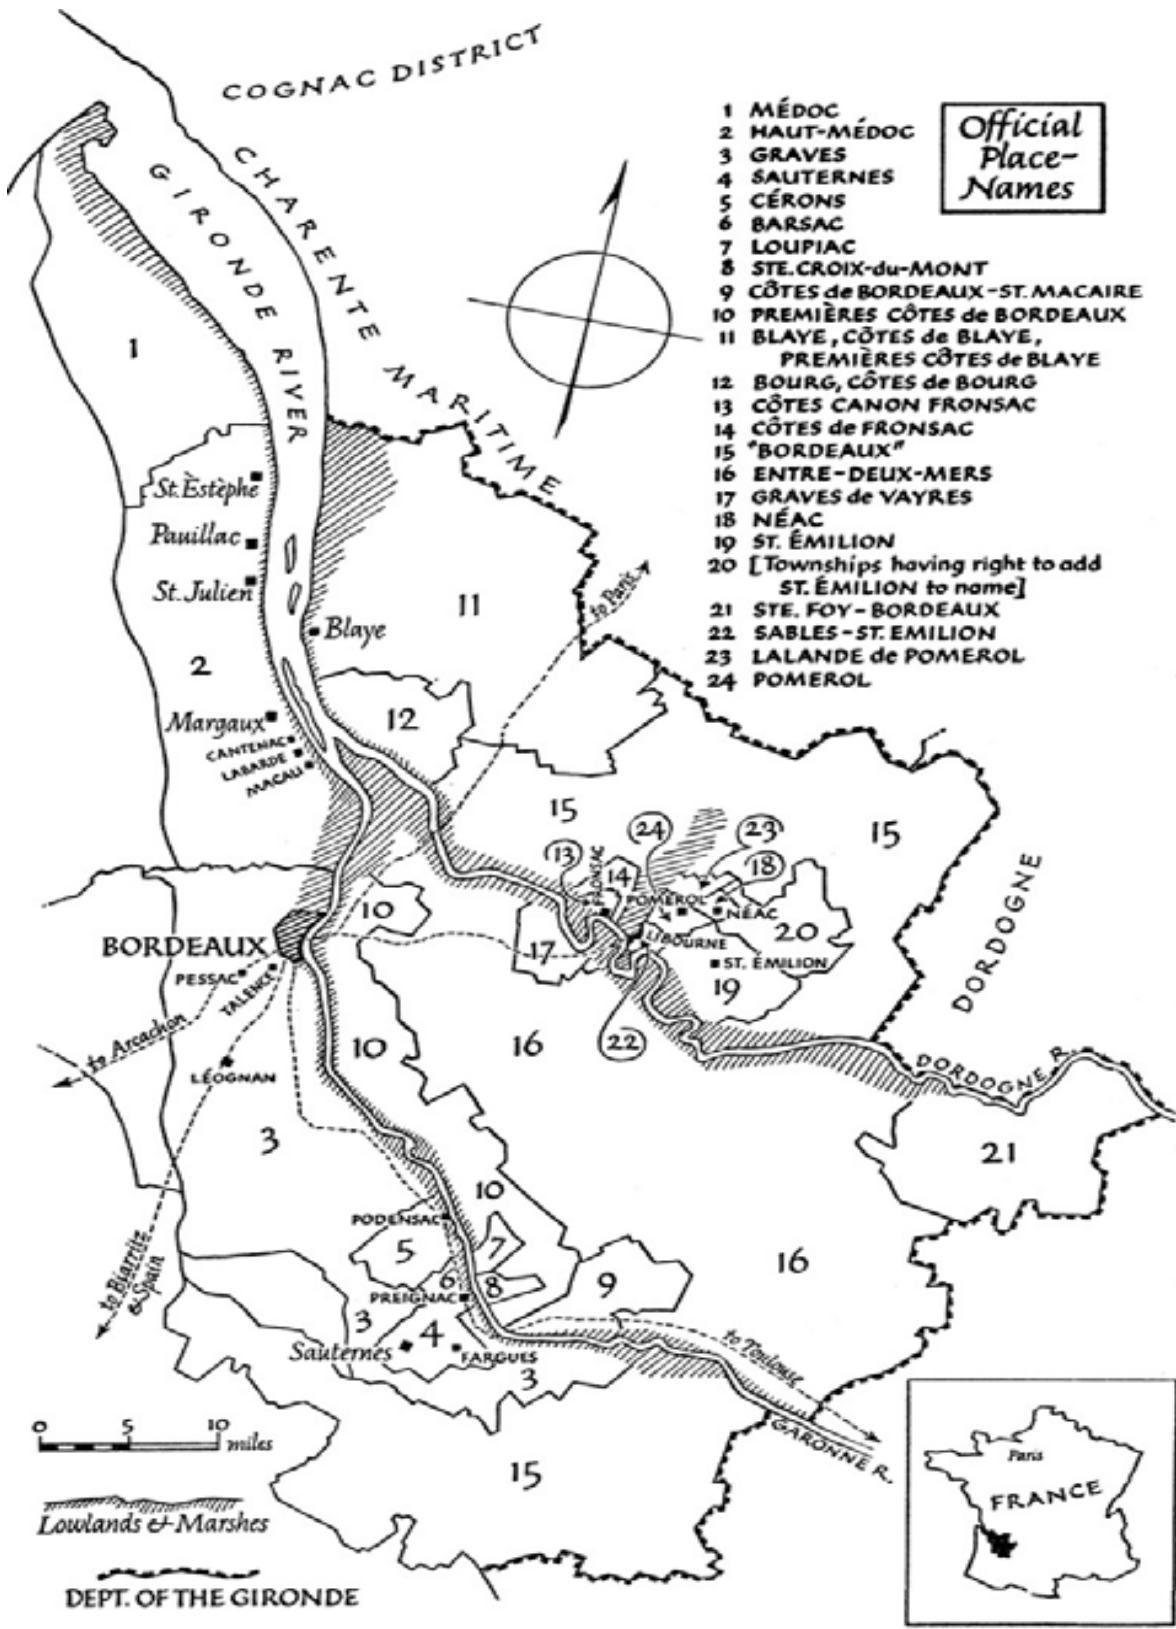 COGNAC DISTRICT
CHARENTE MARITIME
GIRONDE RIVER
Official
Place-
Names
1 MÉDOC
2 HAUT-MÉDOC
3 GRAVES
4 SAUTERNES
5 CÉRONS
6 BARSAC
7 LOUPIAC
8 STE. CROIX-du-MONT
9 CÔTES de BORDEAUX-ST. MACAIRE
10 PREMIÈRES CÔTES de BORDEAUX
11 BLAYE, CÔTES de BLAYE,
PREMIÈRES CÔTES de BLAYE
12 BOURG, CÔTES de BOURG
13 CÔTES CANON FRONSAC
14 CÔTES de FRONSAC
15 "BORDEAUX"
16 ENTRE-DEUX-MERS
17 GRAVES de VAYRES
18 NÉAC
19 ST. ÉMILION
20 [Townships having right to add
ST. ÉMILION to name]
21 STE. FOY-BORDEAUX
22 SABLES-ST. EMILION
23 LALANDE de POMEROL
24 POMEROL
1
St. Èstèphe
Pauillac
St. Julien
11
to Paris
Blaye
2
12
Margaux
CANTENAC
LABARDE
MACAU
15
15
24
23
13
FRONSAC
14
18
10
POMEROL
NÉAC
20
BORDEAUX
17
LIBOURNE
ST. ÉMILION
19
PESSAC
TALENCE
DORDOGNE
to Arcachon
10
16
22
LÉOGNAN
DORDOGNE R.
3
21
10
PODENSAC
5
7
16
to Biarritz
& Spain
6
8
9
PREIGNAC
3
4
Sauternes
FARGUES
3
to Toulouse
GARONNE R.
15
0 5 10
miles
Lowlands & Marshes
DEPT. OF THE GIRONDE
Paris
FRANCE